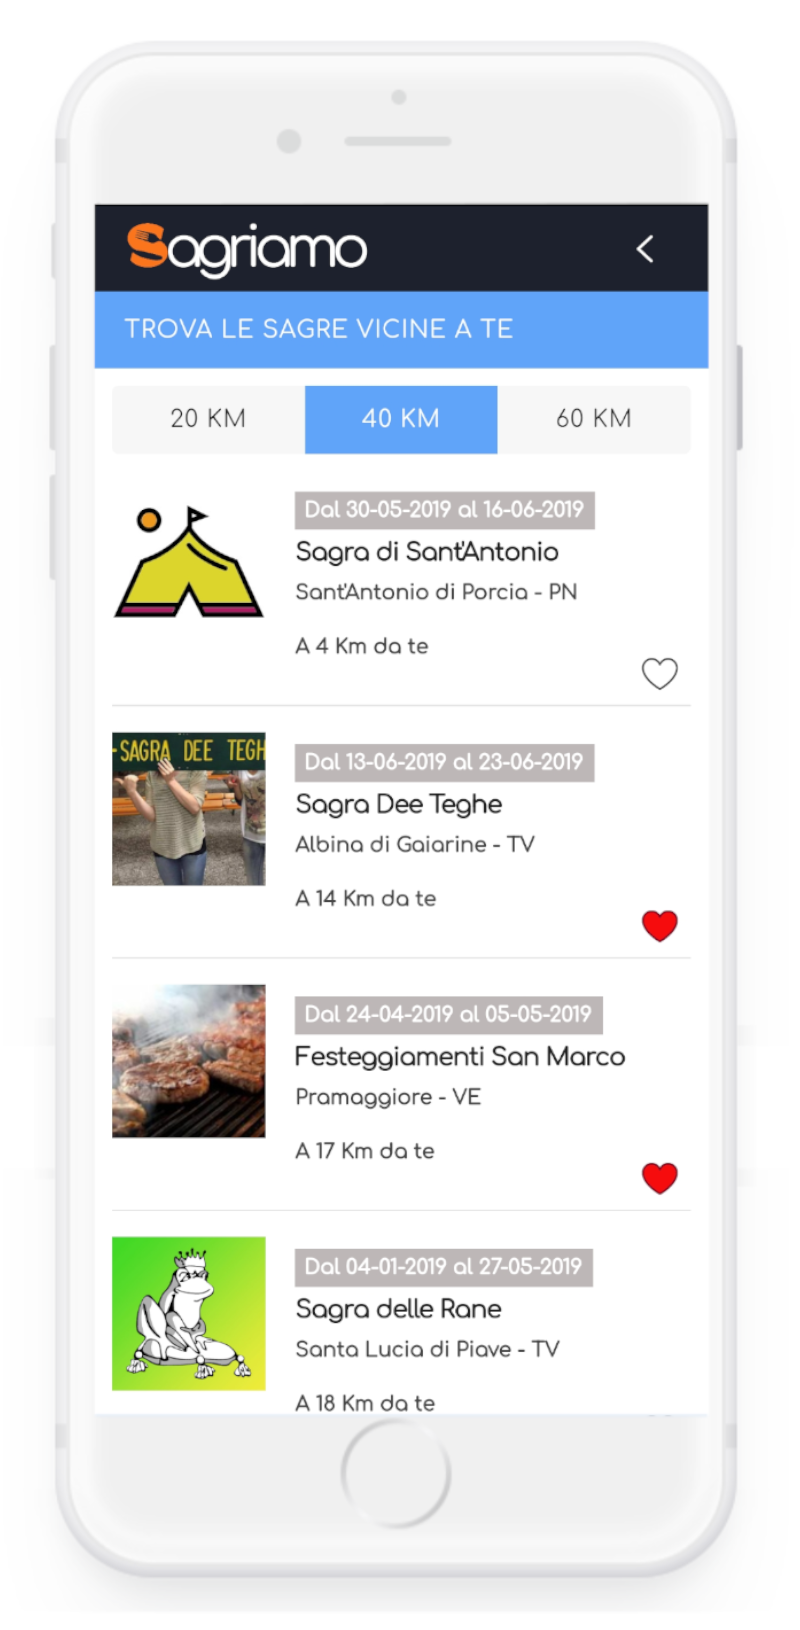 Sagriamo
TROVA LE SAGRE VICINE A TE
20 KM
40 KM
60 KM
Dal 30-05-2019 al 16-06-2019
Sagra di Sant'Antonio
Sant'Antonio di Porcia - PN
A 4 Km da te
SAGRA DEE TEGH
Dal 13-06-2019 al 23-06-2019
Sagra Dee Teghe
Albina di Gaiarine - TV
A 14 Km da te
Dal 24-04-2019 al 05-05-2019
Festeggiamenti San Marco
Pramaggiore - VE
A 17 Km da te
Dal 04-01-2019 al 27-05-2019
Sagra delle Rane
Santa Lucia di Piave - TV
A 18 Km da te